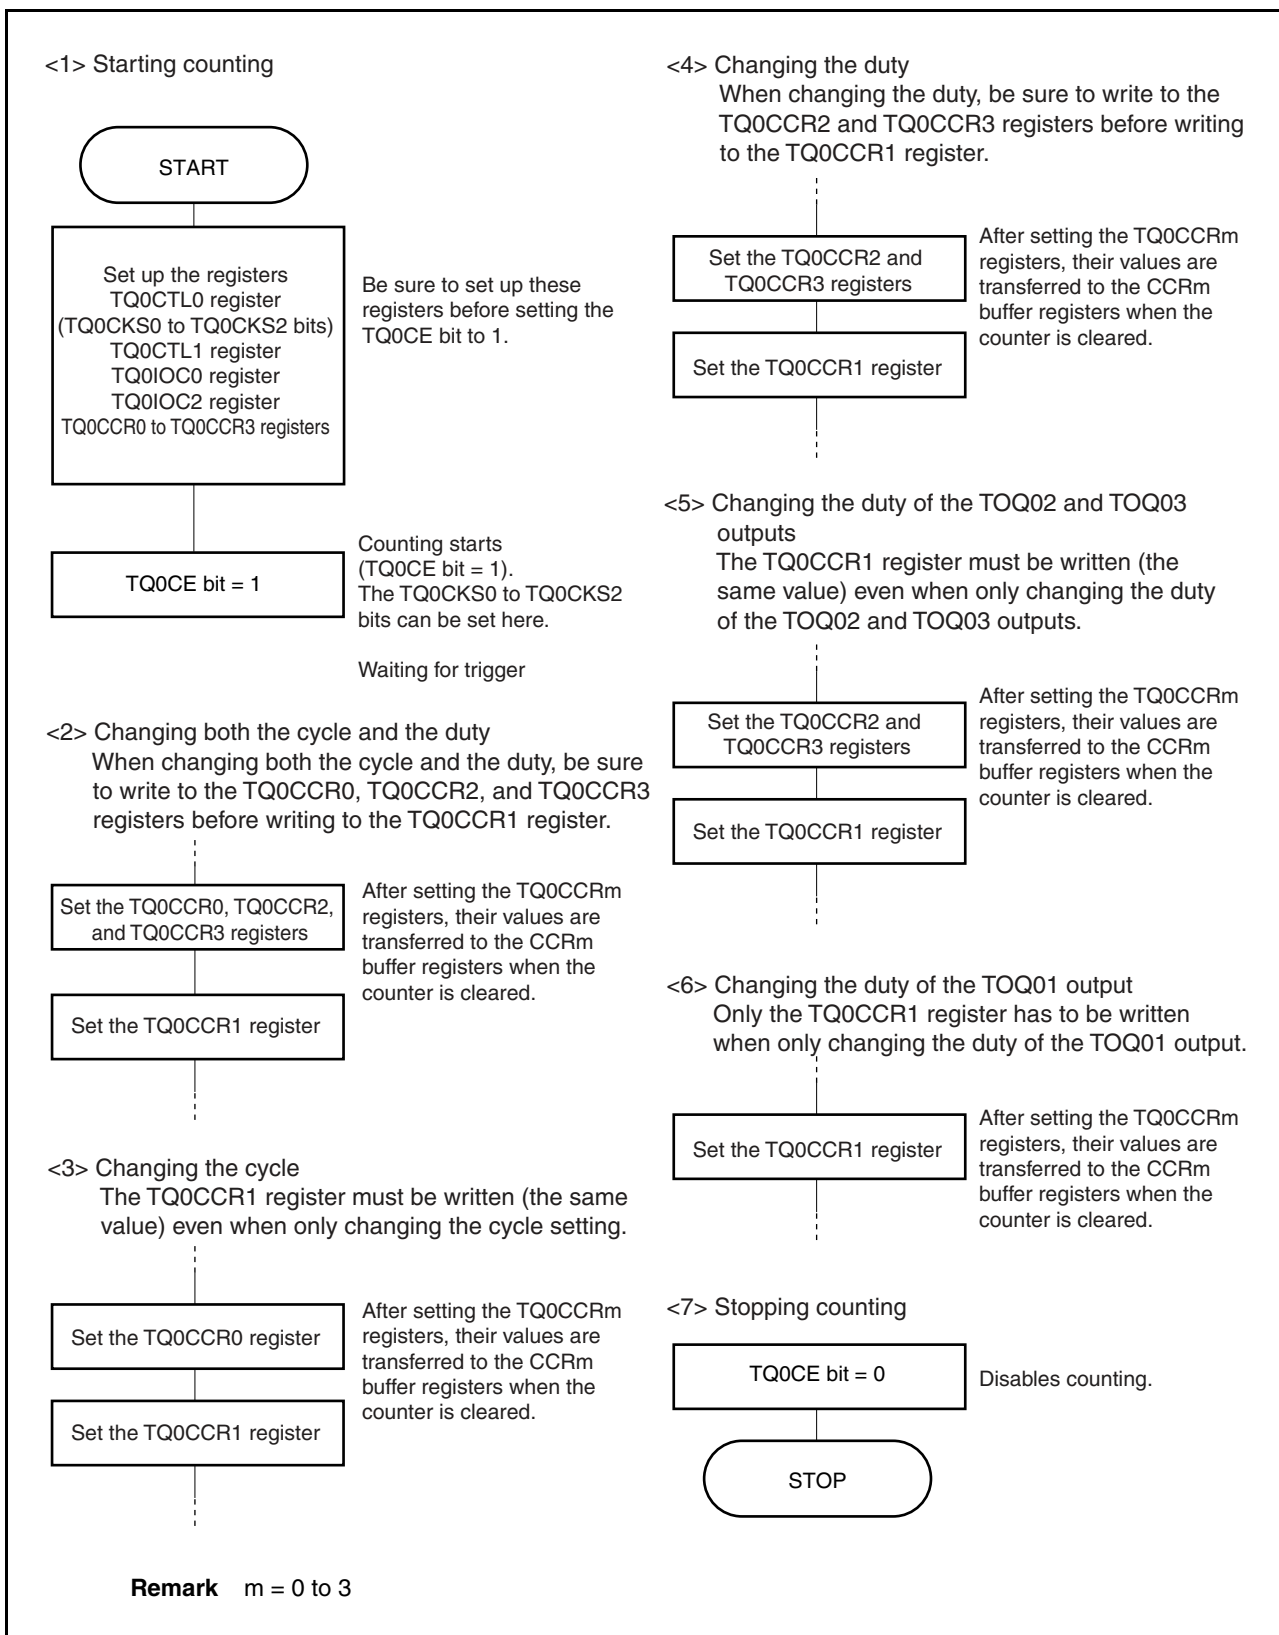 <1> Starting counting
START
Set up the registers
TQ0CTL0 register
(TQ0CKS0 to TQ0CKS2 bits)
TQ0CTL1 register
TQ0IOC0 register
TQ0IOC2 register
TQ0CCR0 to TQ0CCR3 registers
Be sure to set up these
registers before setting the
TQ0CE bit to 1.
TQ0CE bit = 1
Counting starts
(TQ0CE bit = 1).
The TQ0CKS0 to TQ0CKS2
bits can be set here.
Waiting for trigger
<2> Changing both the cycle and the duty
When changing both the cycle and the duty, be sure
to write to the TQ0CCR0, TQ0CCR2, and TQ0CCR3
registers before writing to the TQ0CCR1 register.
Set the TQ0CCR0, TQ0CCR2,
and TQ0CCR3 registers
After setting the TQ0CCRm
registers, their values are
transferred to the CCRm
buffer registers when the
counter is cleared.
Set the TQ0CCR1 register
<3> Changing the cycle
The TQ0CCR1 register must be written (the same
value) even when only changing the cycle setting.
Set the TQ0CCR0 register
After setting the TQ0CCRm
registers, their values are
transferred to the CCRm
buffer registers when the
counter is cleared.
Set the TQ0CCR1 register
<4> Changing the duty
When changing the duty, be sure to write to the
TQ0CCR2 and TQ0CCR3 registers before writing
to the TQ0CCR1 register.
Set the TQ0CCR2 and
TQ0CCR3 registers
After setting the TQ0CCRm
registers, their values are
transferred to the CCRm
buffer registers when the
counter is cleared.
Set the TQ0CCR1 register
<5> Changing the duty of the TOQ02 and TOQ03
outputs
The TQ0CCR1 register must be written (the
same value) even when only changing the duty
of the TOQ02 and TOQ03 outputs.
Set the TQ0CCR2 and
TQ0CCR3 registers
After setting the TQ0CCRm
registers, their values are
transferred to the CCRm
buffer registers when the
counter is cleared.
Set the TQ0CCR1 register
<6> Changing the duty of the TOQ01 output
Only the TQ0CCR1 register has to be written
when only changing the duty of the TOQ01 output.
Set the TQ0CCR1 register
After setting the TQ0CCRm
registers, their values are
transferred to the CCRm
buffer registers when the
counter is cleared.
<7> Stopping counting
TQ0CE bit = 0
Disables counting.
STOP
Remark m = 0 to 3